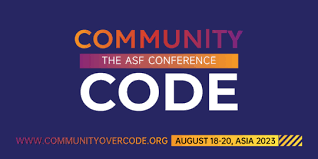 COMMUNITY
THE ASF CONFERENCE
CODE
WWW.COMMUNITYOVERCODE.ORG AUGUST 18-20, ASIA 2023